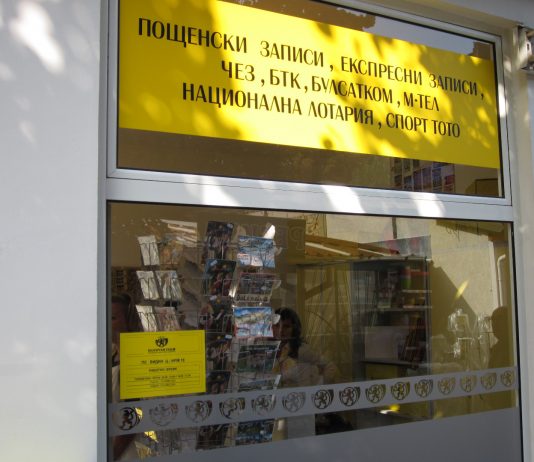 ПОЩЕНСКИ ЗАПИСИ, ЕКСПРЕСНИ ЗАПИСИ,
ЧЕЗ, БТК, БУЛСАТКОМ, М-ТЕЛ
НАЦИОНАЛНА ЛОТАРИЯ, СПОРТ ТОТО